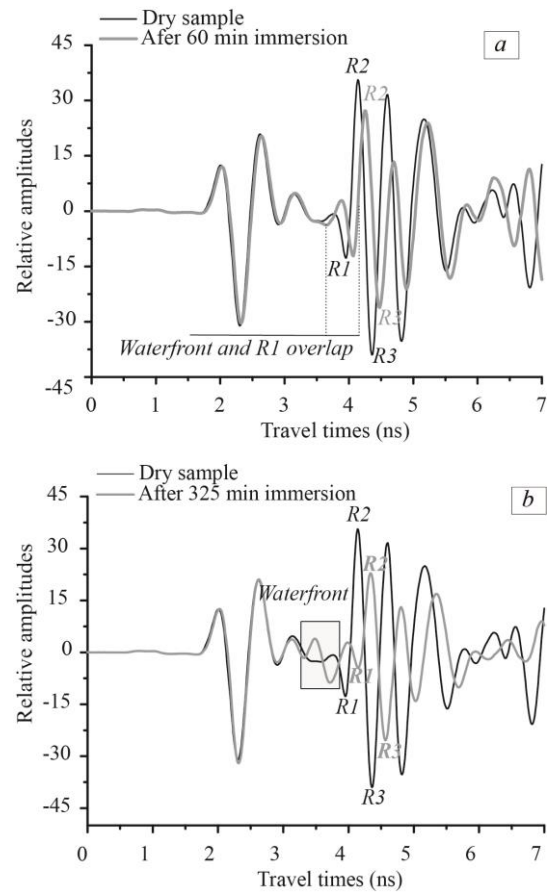 Dry sample
Afer 60 min immersion
a
45
30
15
0
-15
-30
-45
Relative amplitudes
R2
R2
R1
R3
R3
Waterfront and R1 overlap
0 1 2 3 4 5 6 7
Travel times (ns)
Dry sample
After 325 min immersion
b
45
30
15
0
-15
-30
-45
Relative amplitudes
R2
R2
Waterfront
R1
R1
R3
R3
0 1 2 3 4 5 6 7
Travel times (ns)